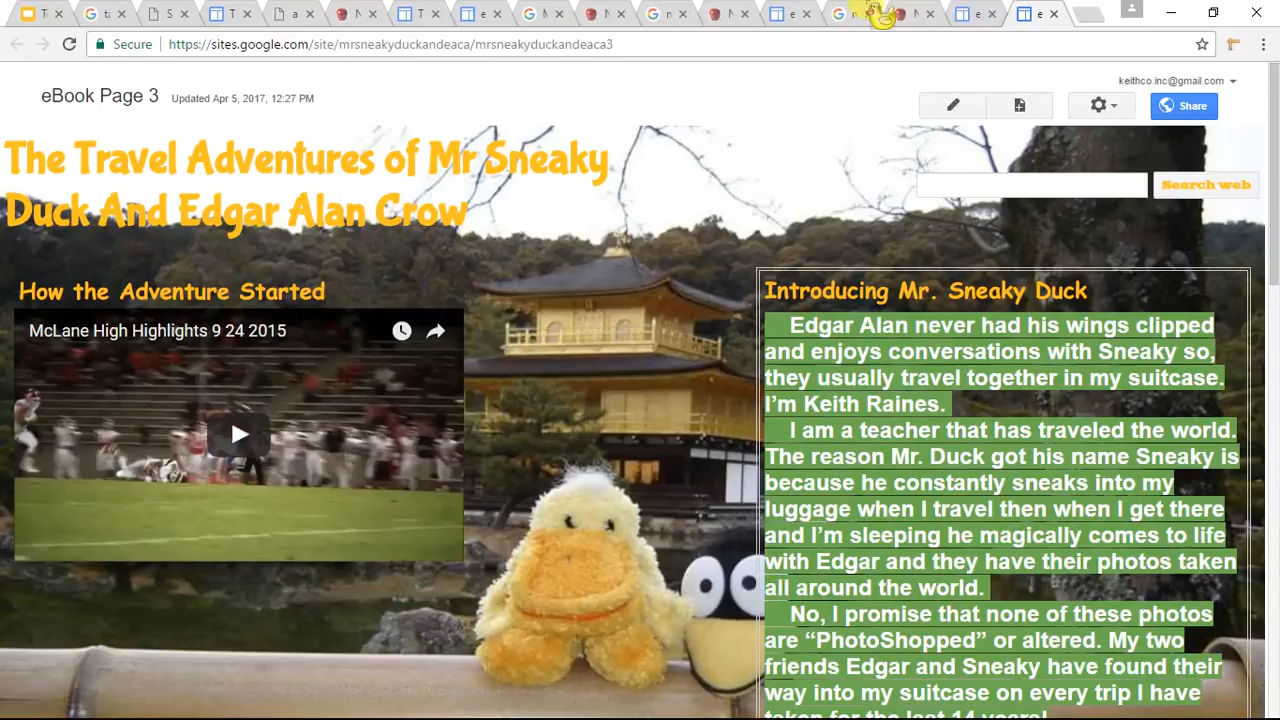 Secure https://sites.google.com/site/mrsneakyduckandeaca/mrsneakyduckandeaca3
keithco.inc@gmail.com
eBook Page 3 Updated Apr 5, 2017, 12:27 PM
Share
The Travel Adventures of Mr Sneaky
Duck And Edgar Alan Crow
Search web
How the Adventure Started
McLane High Highlights 9 24 2015
Introducing Mr. Sneaky Duck
Edgar Alan never had his wings clipped
and enjoys conversations with Sneaky so,
they usually travel together in my suitcase.
I’m Keith Raines.
I am a teacher that has traveled the world.
The reason Mr. Duck got his name Sneaky is
because he constantly sneaks into my
luggage when I travel then when I get there
and I’m sleeping he magically comes to life
with Edgar and they have their photos taken
all around the world.
No, I promise that none of these photos
are “PhotoShopped” or altered. My two
friends Edgar and Sneaky have found their
way into my suitcase on every trip I have
taken for the last 14 years!